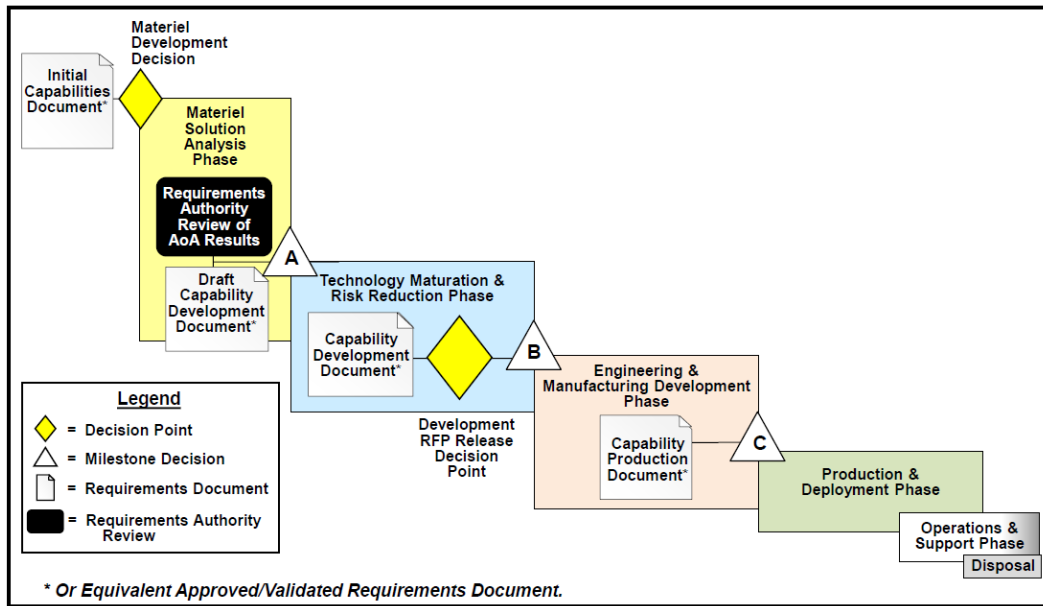 Materiel
Development
Decision
Initial
Capabilities
Document*
Materiel
Solution
Analysis
Phase
Requirements
Authority
Review of
AoA Results
A
Draft
Capability
Development
Document*
Technology Maturation &
Risk Reduction Phase
Capability
Development
Document*
B
Development
RFP Release
Decision
Point
Engineering &
Manufacturing Development
Phase
Capability
Production
Document*
C
Production &
Deployment Phase
Operations &
Support Phase
Disposal
Legend
= Decision Point
= Milestone Decision
= Requirements Document
= Requirements Authority
Review
* Or Equivalent Approved/Validated Requirements Document.